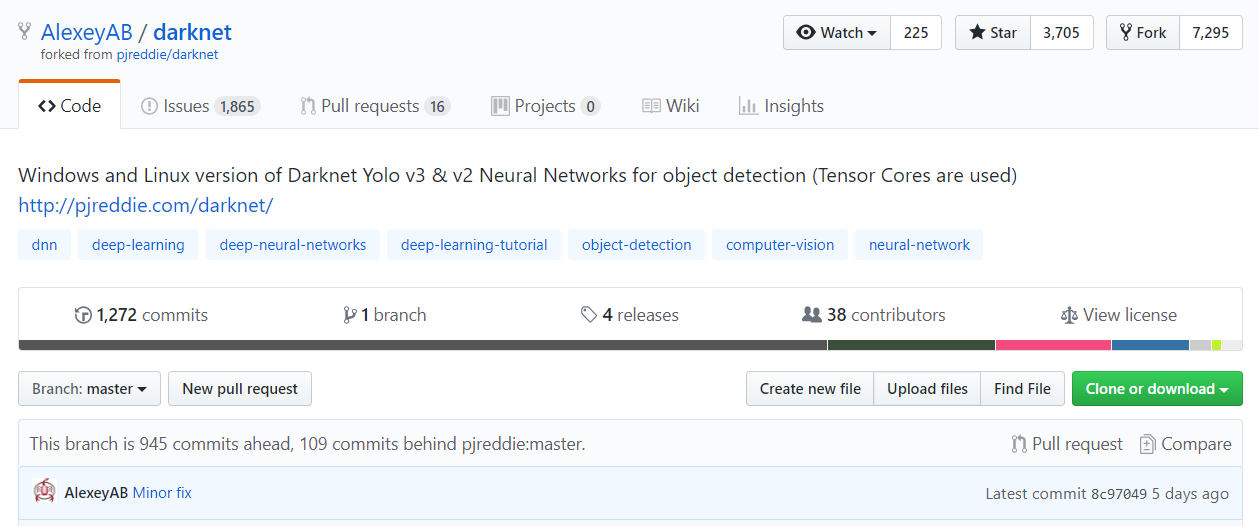 AlexeyAB / darknet
forked from pjreddie/darknet
Watch 225 Star 3,705 Fork 7,295
Code Issues 1,865 Pull requests 16 Projects 0 Wiki Insights
Windows and Linux version of Darknet Yolo v3 & v2 Neural Networks for object detection (Tensor Cores are used)
http://pjreddie.com/darknet/
dnn deep-learning deep-neural-networks deep-learning-tutorial object-detection computer-vision neural-network
1,272 commits 1 branch 4 releases 38 contributors View license
Branch: master New pull request Create new file Upload files Find File Clone or download
This branch is 945 commits ahead, 109 commits behind pjreddie:master. Pull request Compare
AlexeyAB Minor fix Latest commit 8c97049 5 days ago